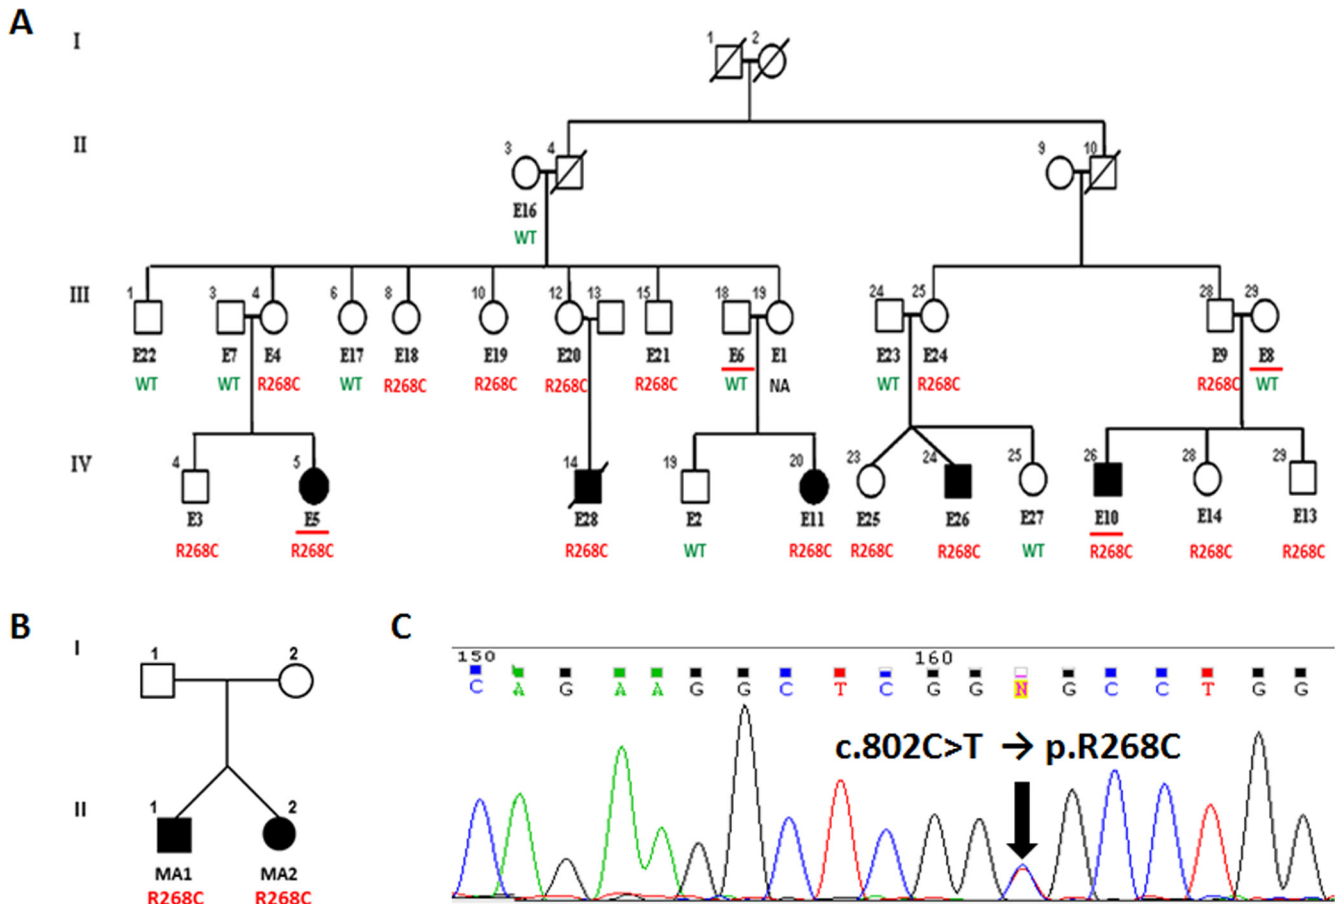 A
I
1 2
II
3 4 9 10
E16
WT
III
1 3 4 6 8 10 12 13 15 18 19 24 25 28 29
E22 E7 E4 E17 E18 E19 E20 E21 E6 E1 E23 E24 E9 E8
WT WT R268C WT R268C R268C R268C R268C WT NA WT R268C R268C WT
IV
4 5 14 19 20 23 24 25 26 28 29
E3 E5 E28 E2 E11 E25 E26 E27 E10 E14 E13
R268C R268C R268C WT R268C R268C R268C WT R268C R268C R268C
B
I
1 2
II
1 2
MA1 MA2
R268C R268C
C
150 160
C A G A A G G C T C G G N G C C T G G
c.802C>T → p.R268C